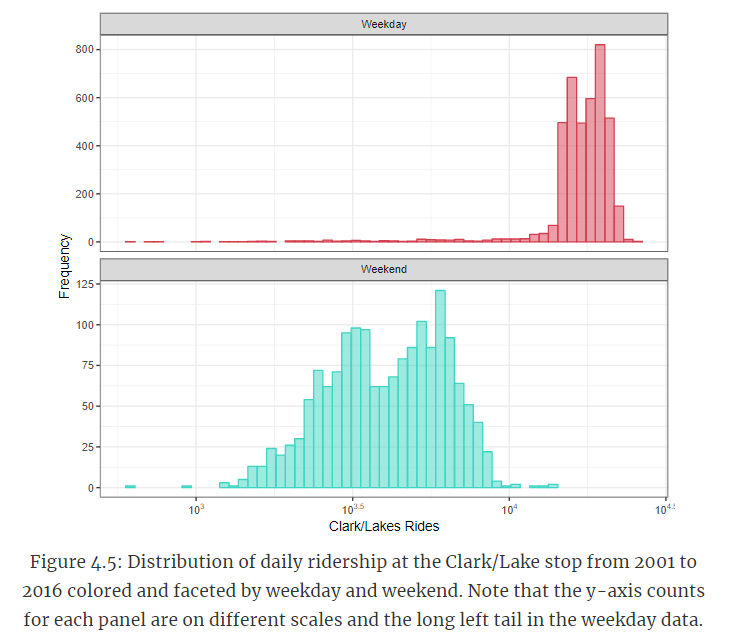 Weekday
800
600
400
200
0
Frequency
Weekend
125
100
75
50
25
0
10^3
10^3.5
10^4
10^4.5
Clark/Lakes Rides
Figure 4.5: Distribution of daily ridership at the Clark/Lake stop from 2001 to
2016 colored and faceted by weekday and weekend. Note that the y-axis counts
for each panel are on different scales and the long left tail in the weekday data.